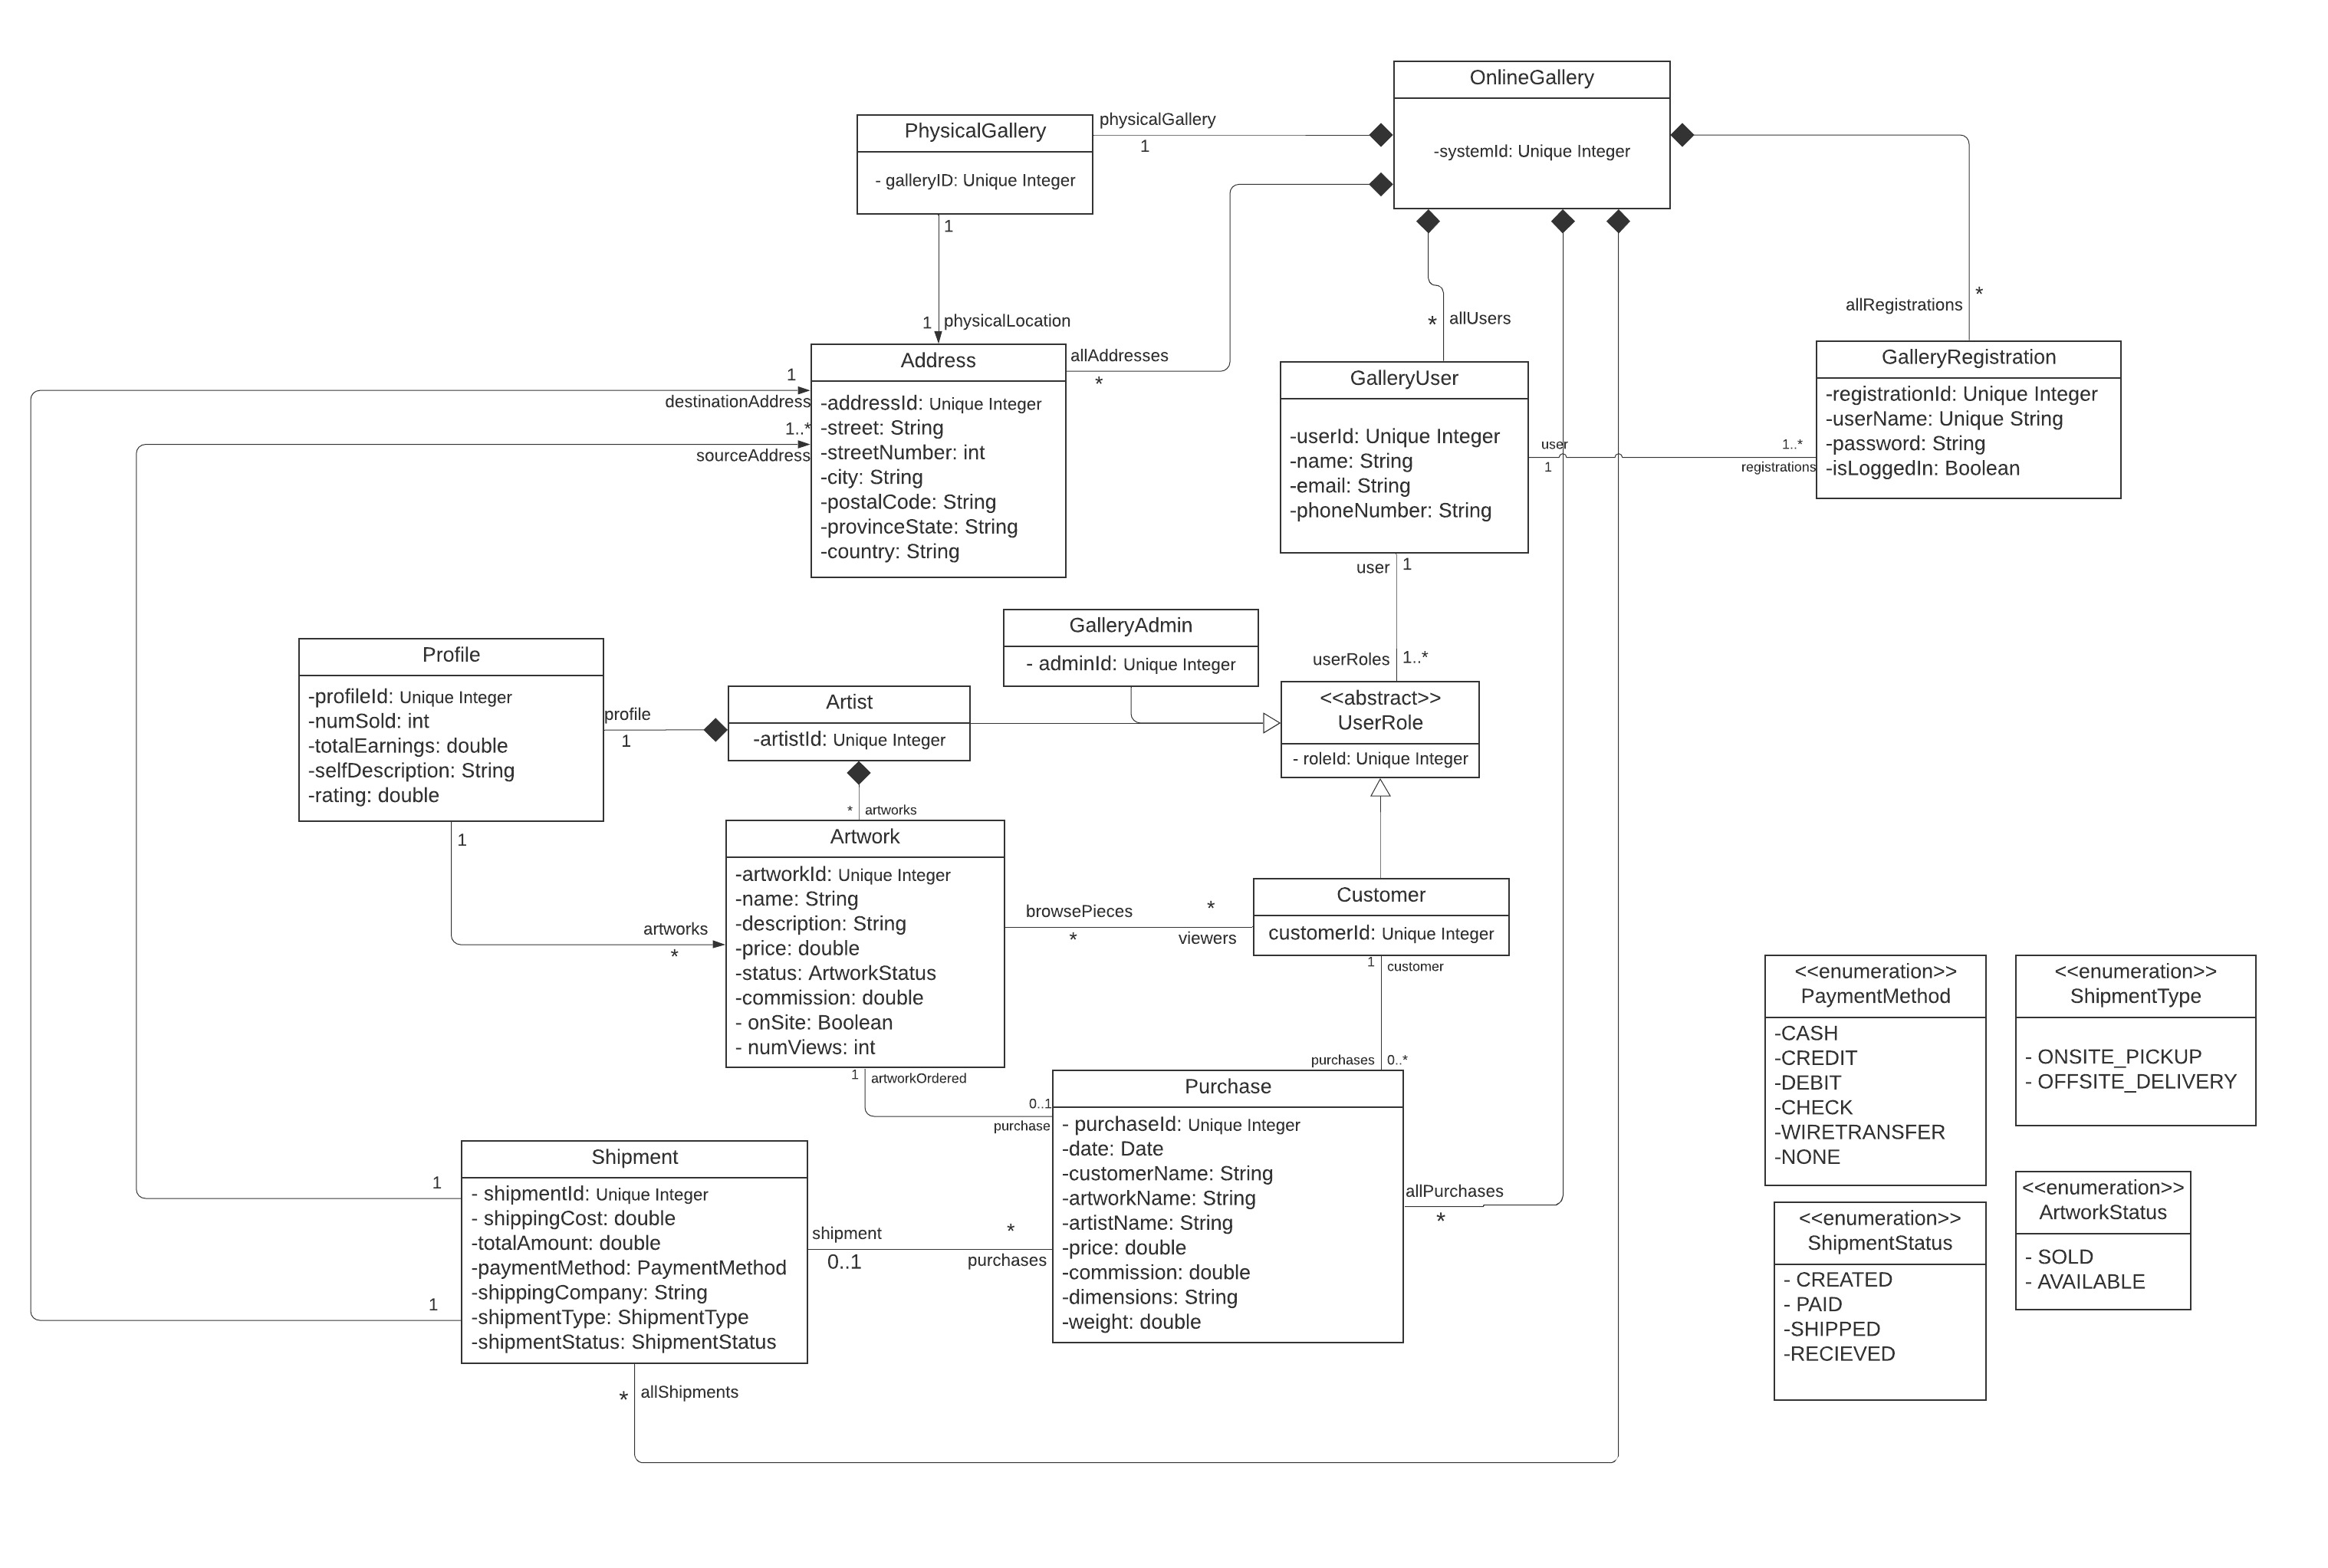 OnlineGallery
-systemId: Unique Integer
physicalGallery
1
PhysicalGallery
- galleryID: Unique Integer
1
1
physicalLocation
allAddresses
*
*
allUsers
*
allRegistrations
Address
-addressId: Unique Integer
-street: String
-streetNumber: int
-city: String
-postalCode: String
-provinceState: String
-country: String
1
destinationAddress
1..*
sourceAddress
GalleryUser
-userId: Unique Integer
-name: String
-email: String
-phoneNumber: String
user
1
1..*
registrations
GalleryRegistration
-registrationId: Unique Integer
-userName: Unique String
-password: String
-isLoggedIn: Boolean
user
1
userRoles
1..*
GalleryAdmin
- adminId: Unique Integer
<<abstract>>
UserRole
- roleId: Unique Integer
Profile
-profileId: Unique Integer
-numSold: int
-totalEarnings: double
-selfDescription: String
-rating: double
profile
1
Artist
-artistId: Unique Integer
*
artworks
1
artworks
*
Artwork
-artworkId: Unique Integer
-name: String
-description: String
-price: double
-status: ArtworkStatus
-commission: double
- onSite: Boolean
- numViews: int
browsePieces
*
*
viewers
Customer
customerId: Unique Integer
1
customer
purchases
0..*
1
artworkOrdered
0..1
purchase
Purchase
- purchaseId: Unique Integer
-date: Date
-customerName: String
-artworkName: String
-artistName: String
-price: double
-commission: double
-dimensions: String
-weight: double
allPurchases
*
Shipment
- shipmentId: Unique Integer
- shippingCost: double
-totalAmount: double
-paymentMethod: PaymentMethod
-shippingCompany: String
-shipmentType: ShipmentType
-shipmentStatus: ShipmentStatus
1
1
shipment
0..1
*
purchases
*
allShipments
<<enumeration>>
PaymentMethod
-CASH
-CREDIT
-DEBIT
-CHECK
-WIRETRANSFER
-NONE
<<enumeration>>
ShipmentType
- ONSITE_PICKUP
- OFFSITE_DELIVERY
<<enumeration>>
ShipmentStatus
- CREATED
- PAID
-SHIPPED
-RECIEVED
<<enumeration>>
ArtworkStatus
- SOLD
- AVAILABLE